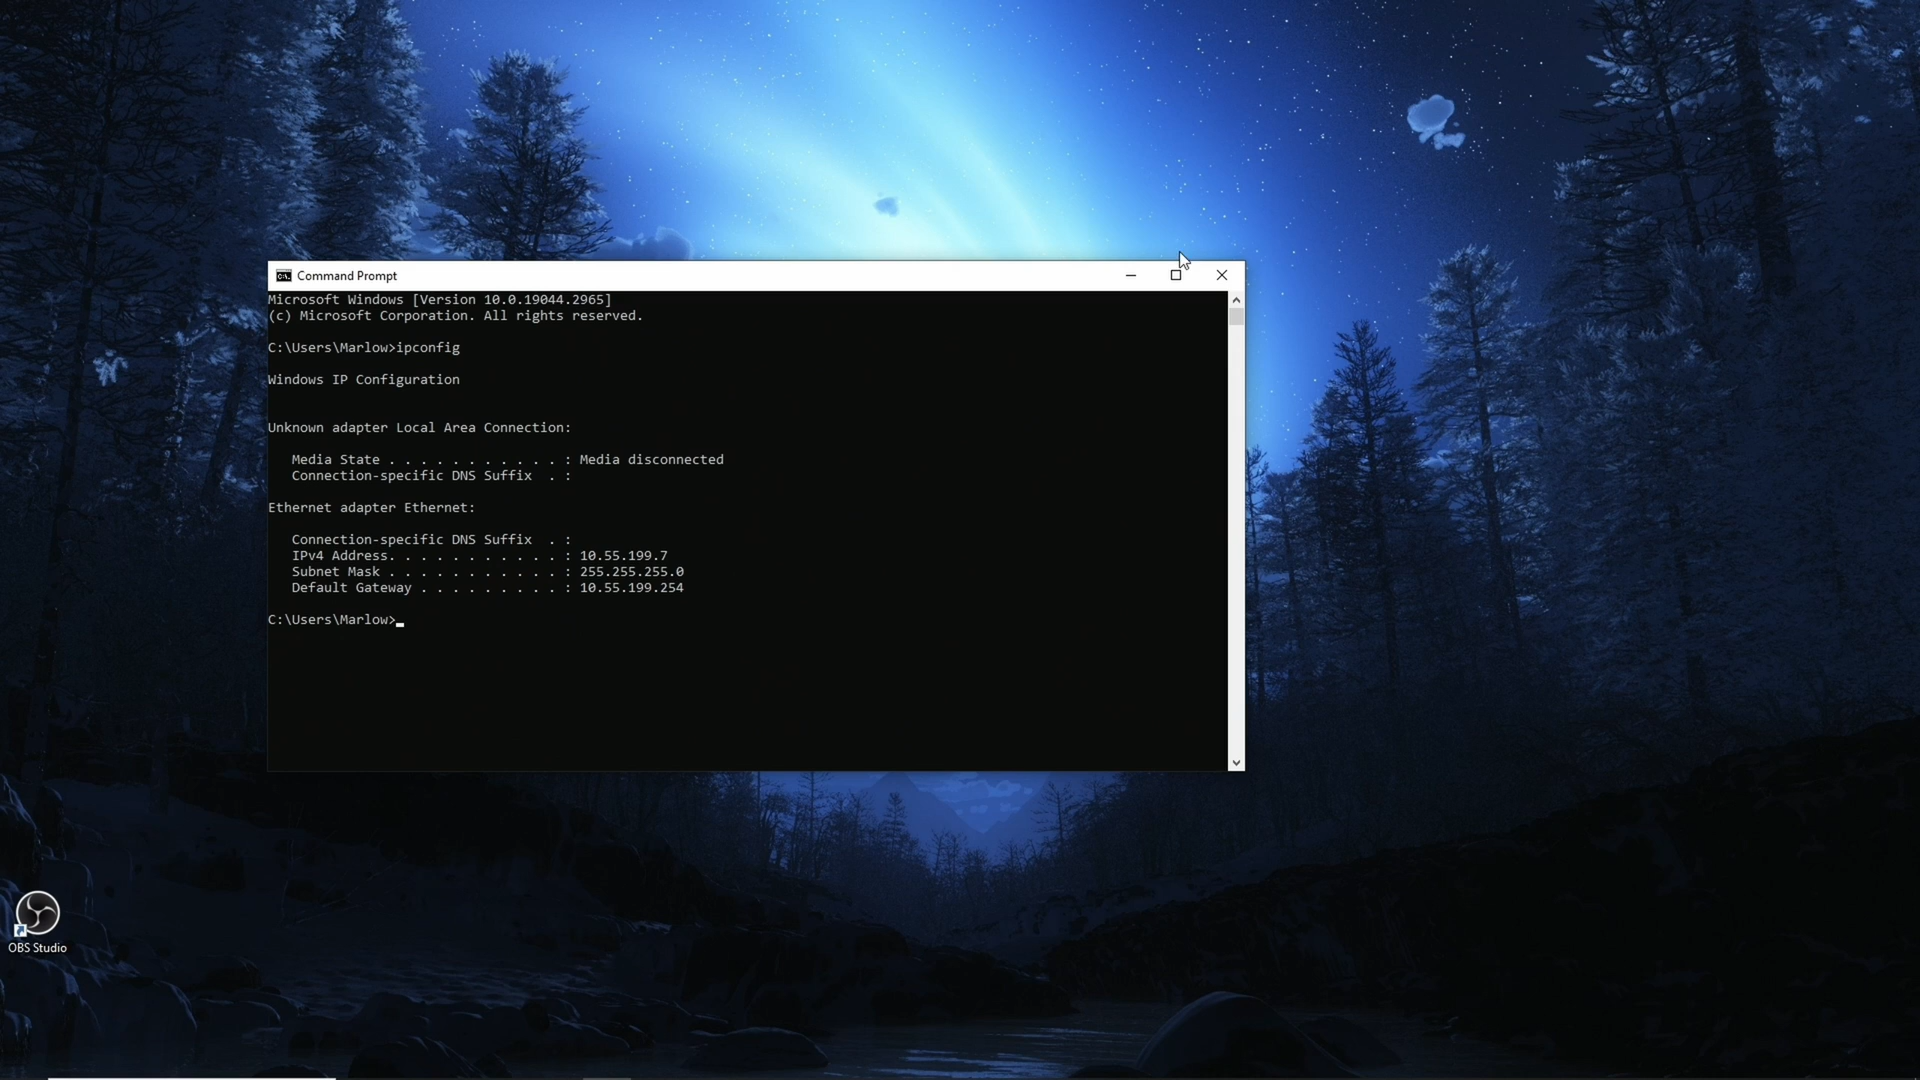 Command Prompt
Microsoft Windows [Version 10.0.19044.2965]
(c) Microsoft Corporation. All rights reserved.
C:\Users\Marlow>ipconfig
Windows IP Configuration
Unknown adapter Local Area Connection:
Media State . . . . . . . . . . . : Media disconnected
Connection-specific DNS Suffix  . :
Ethernet adapter Ethernet:
Connection-specific DNS Suffix  . :
IPv4 Address. . . . . . . . . . . : 10.55.199.7
Subnet Mask . . . . . . . . . . . : 255.255.255.0
Default Gateway . . . . . . . . . : 10.55.199.254
C:\Users\Marlow>
OBS Studio